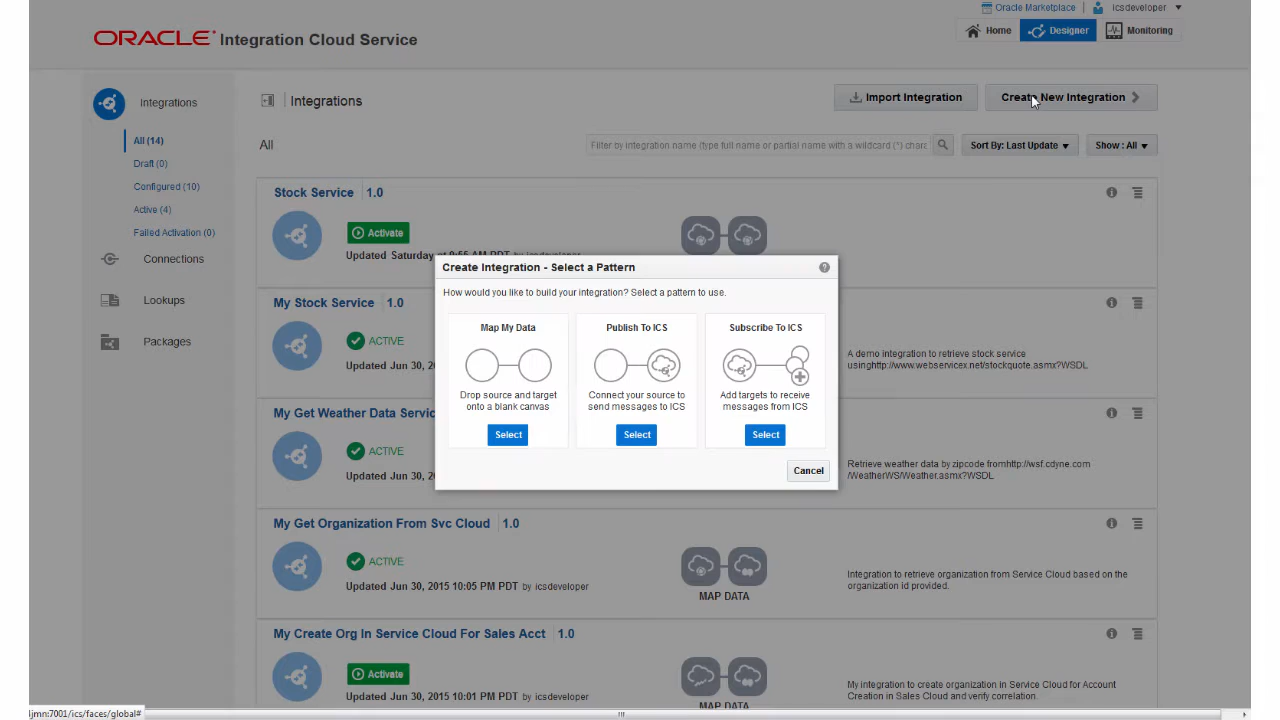 Oracle Marketplace
icsdeveloper
ORACLE Integration Cloud Service
Home
Designer
Monitoring
Integrations
All (14)
Draft (0)
Configured (10)
Active (4)
Failed Activation (0)
Connections
Lookups
Packages
Integrations
Import Integration
Create New Integration
All
Filter by integration name (type full name or partial name with a wildcard (*) chara
Sort By: Last Update
Show : All
Stock Service 1.0
Activate
Updated Saturday at 9:55 AM PDT by icsdeveloper
My Stock Service 1.0
ACTIVE
Updated Jun 30,
A demo integration to retrieve stock service
usinghttp://www.webservicex.net/stockquote.asmx?WSDL
My Get Weather Data Servic
ACTIVE
Updated Jun 30,
Retrieve weather data by zipcode fromhttp://wsf.cdyne.com
/WeatherWS/Weather.asmx?WSDL
My Get Organization From Svc Cloud 1.0
ACTIVE
Updated Jun 30, 2015 10:05 PM PDT by icsdeveloper
MAP DATA
Integration to retrieve organization from Service Cloud based on the
organization id provided.
My Create Org In Service Cloud For Sales Acct 1.0
Activate
Updated Jun 30, 2015 10:01 PM PDT by icsdeveloper
MAP DATA
My integration to create organization in Service Cloud for Account
Creation in Sales Cloud and verify correlation.
Create Integration - Select a Pattern
How would you like to build your integration? Select a pattern to use.
Map My Data
Drop source and target
onto a blank canvas
Select
Publish To ICS
Connect your source to
send messages to ICS
Select
Subscribe To ICS
Add targets to receive
messages from ICS
Select
Cancel
ljmn:7001/ics/faces/global#